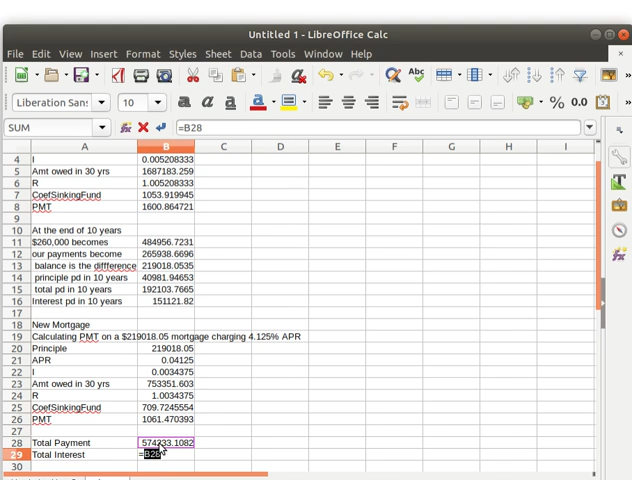 Untitled 1 - LibreOffice Calc
File Edit View Insert Format Styles Sheet Data Tools Window Help
Liberation Sans 10 a a a a % 0.0
SUM =B28
A B C D E F G H I
4 I 0.005208333
5 Amt owed in 30 yrs 1687183.259
6 R 1.005208333
7 CoefSinkingFund 1053.919945
8 PMT 1600.864721
9
10 At the end of 10 years
11 $260,000 becomes 484956.7231
12 our payments become 265938.6696
13 balance is the diffference 219018.0535
14 principle pd in 10 years 40981.94653
15 total pd in 10 years 192103.7665
16 Interest pd in 10 years 151121.82
17
18 New Mortgage
19 Calculating PMT on a $219018.05 mortgage charging 4.125% APR
20 Principle 219018.05
21 APR 0.04125
22 I 0.0034375
23 Amt owed in 30 yrs 753351.603
24 R 1.0034375
25 CoefSinkingFund 709.7245554
26 PMT 1061.470393
27
28 Total Payment 574333.1082
29 Total Interest =B28
30